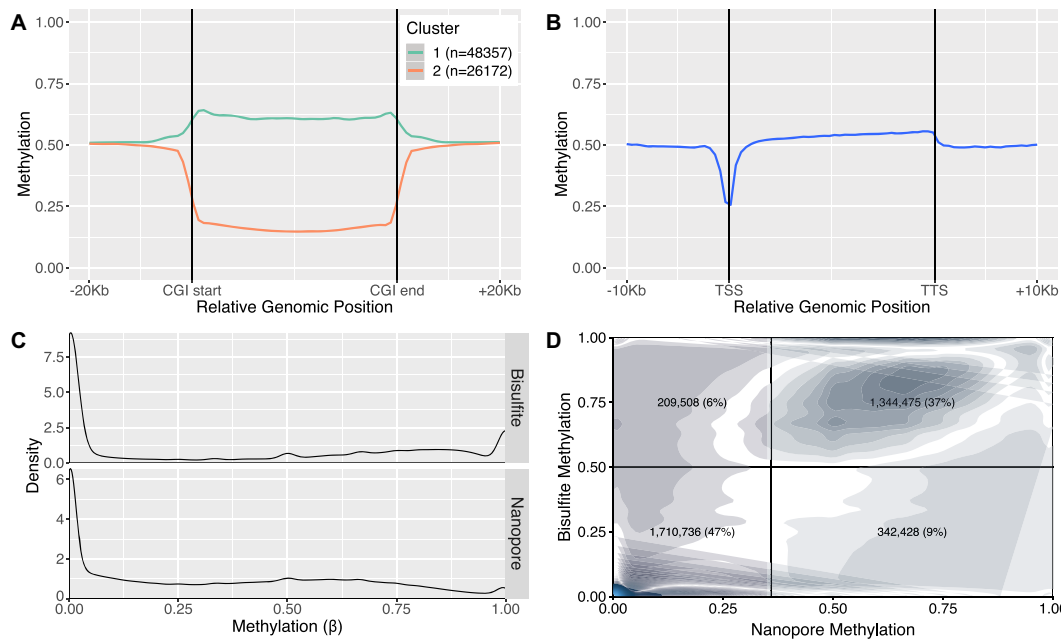 A
1.00
0.75
0.50
0.25
0.00
Methylation
Cluster
1 (n=48357)
2 (n=26172)
-20Kb
CGI start
CGI end
+20Kb
Relative Genomic Position
B
1.00
0.75
0.50
0.25
0.00
Methylation
-10Kb
TSS
TTS
+10Kb
Relative Genomic Position
C
7.5
5.0
2.5
0.0
Bisulfite
Density
6
4
2
0
Nanopore
0.00
0.25
0.50
0.75
1.00
Methylation (β)
D
1.00
0.75
0.50
0.25
0.00
Bisulfite Methylation
209,508 (6%)
1,344,475 (37%)
1,710,736 (47%)
342,428 (9%)
0.00
0.25
0.50
0.75
1.00
Nanopore Methylation